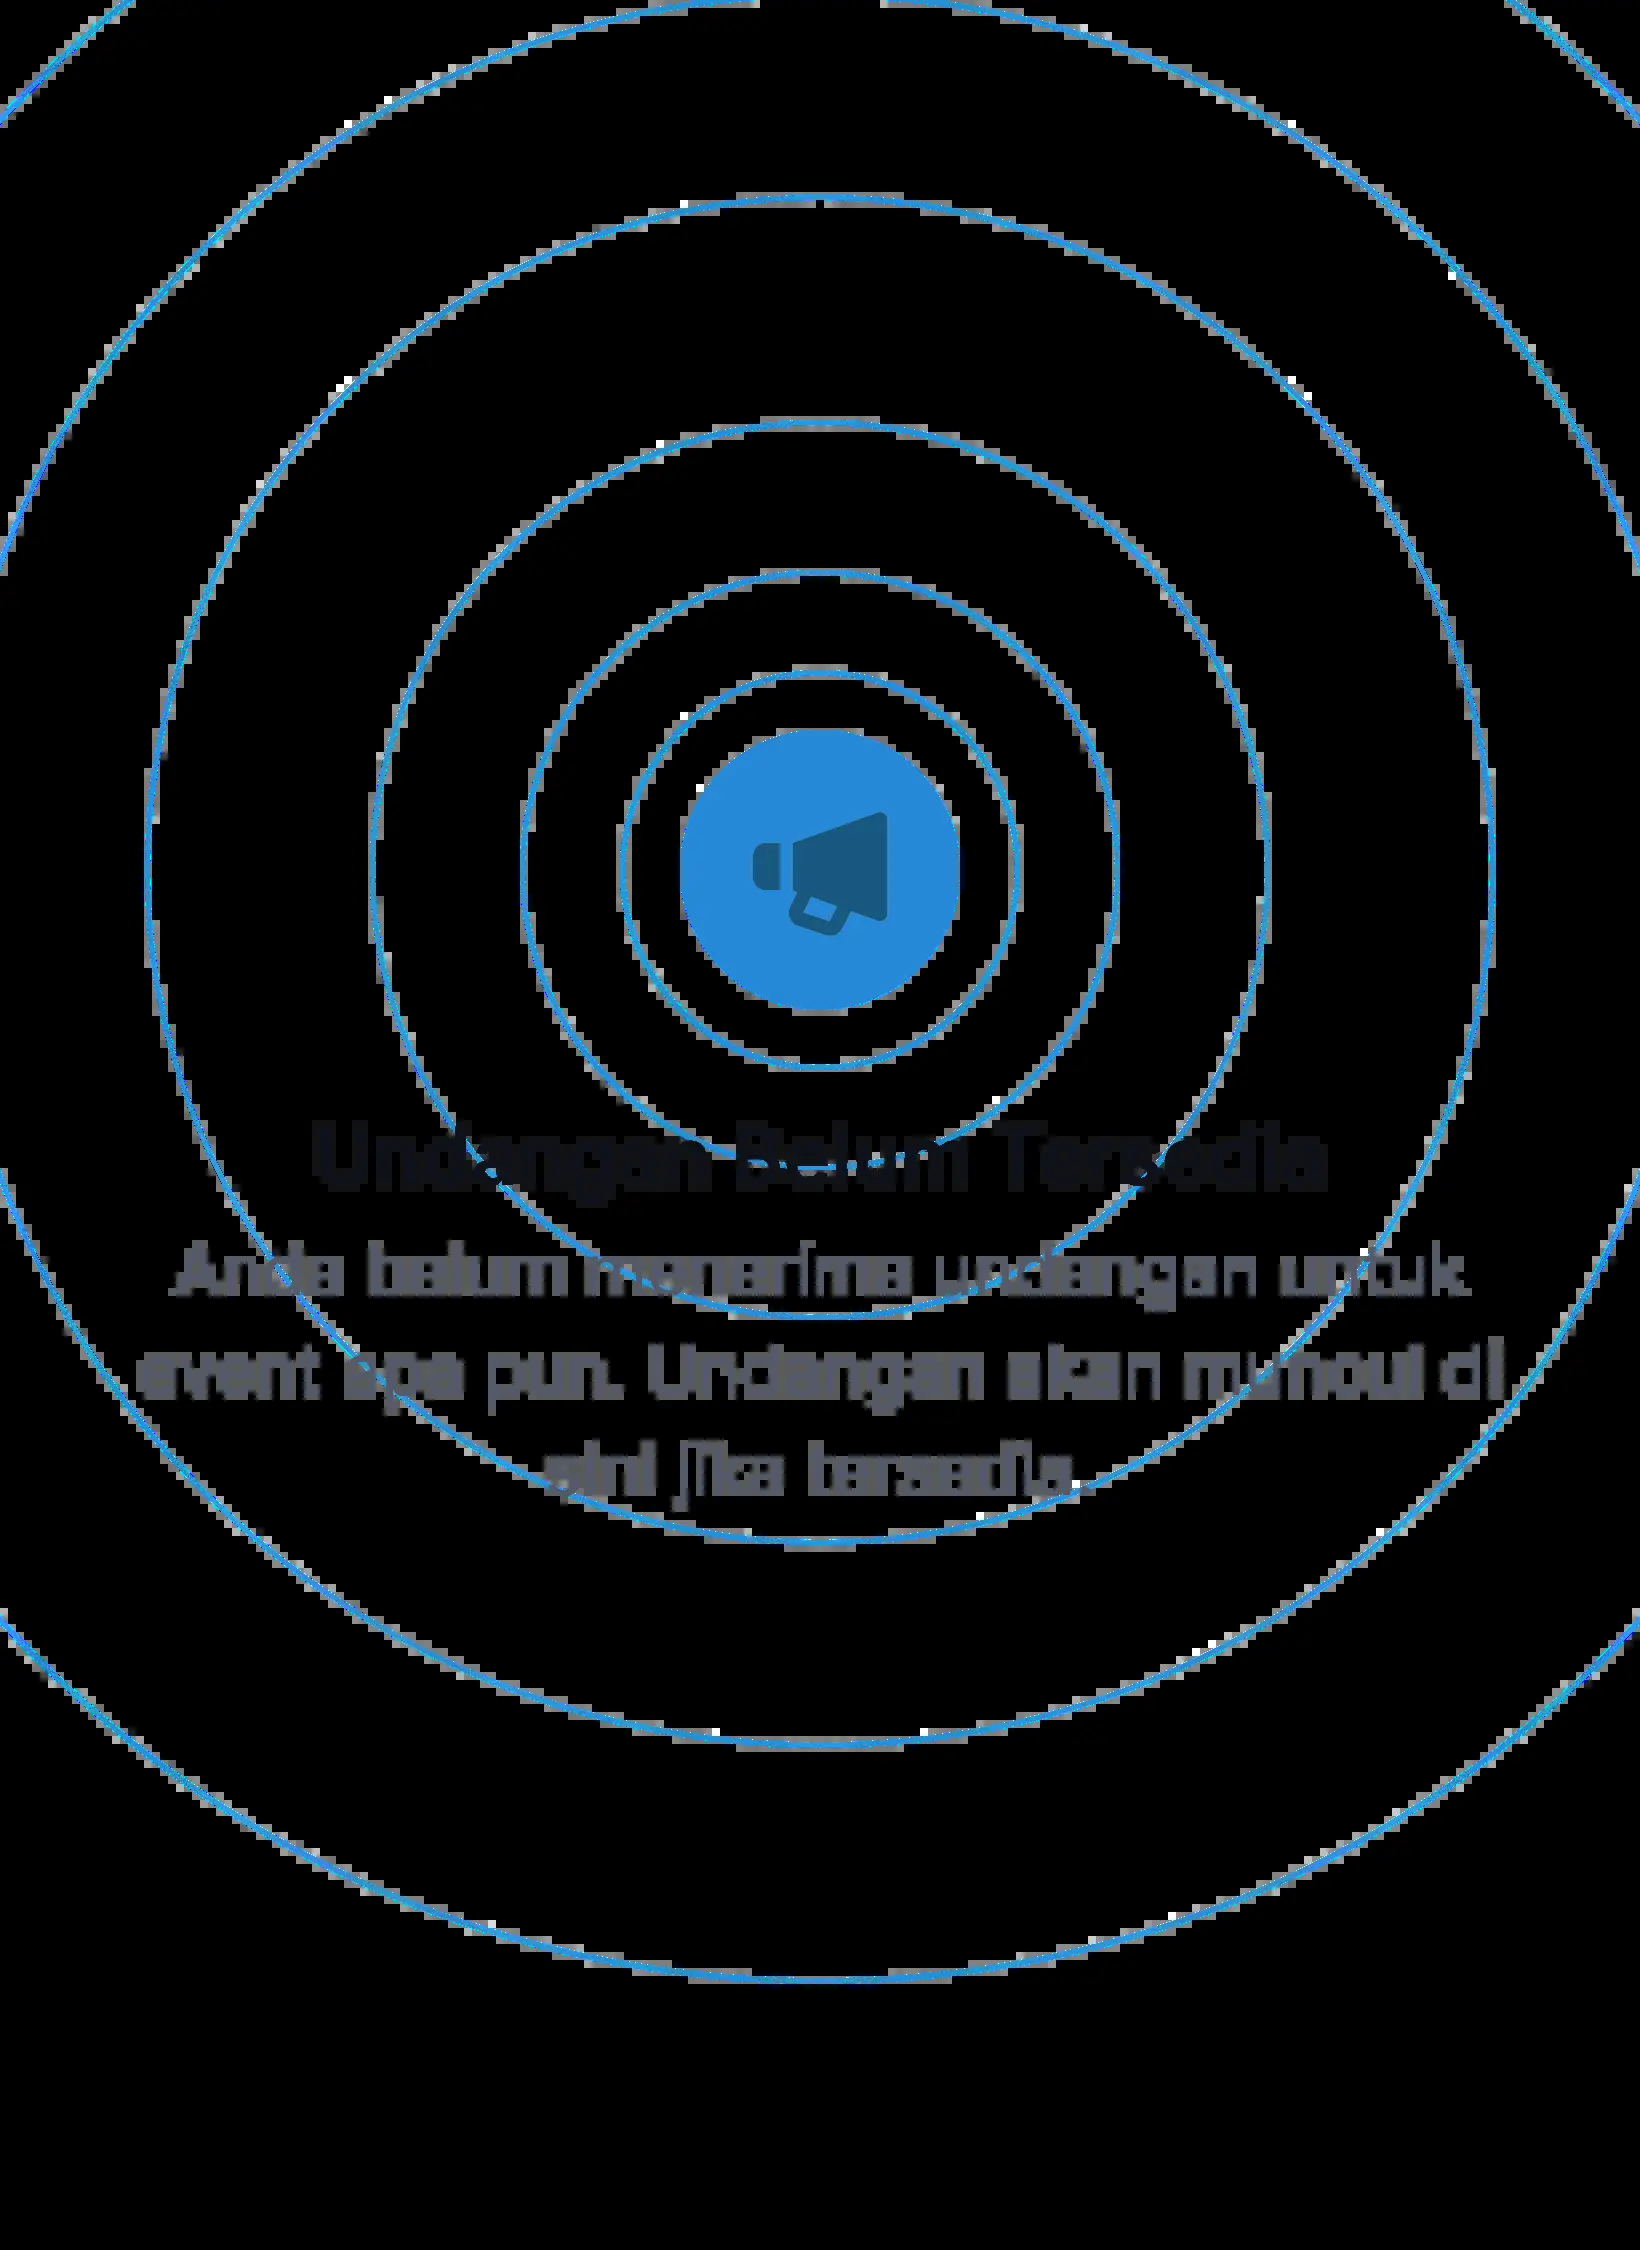 Undangan Belum Tersedia
Anda belum menerima undangan untuk
event apa pun. Undangan akan muncul di
sini jika tersedia.